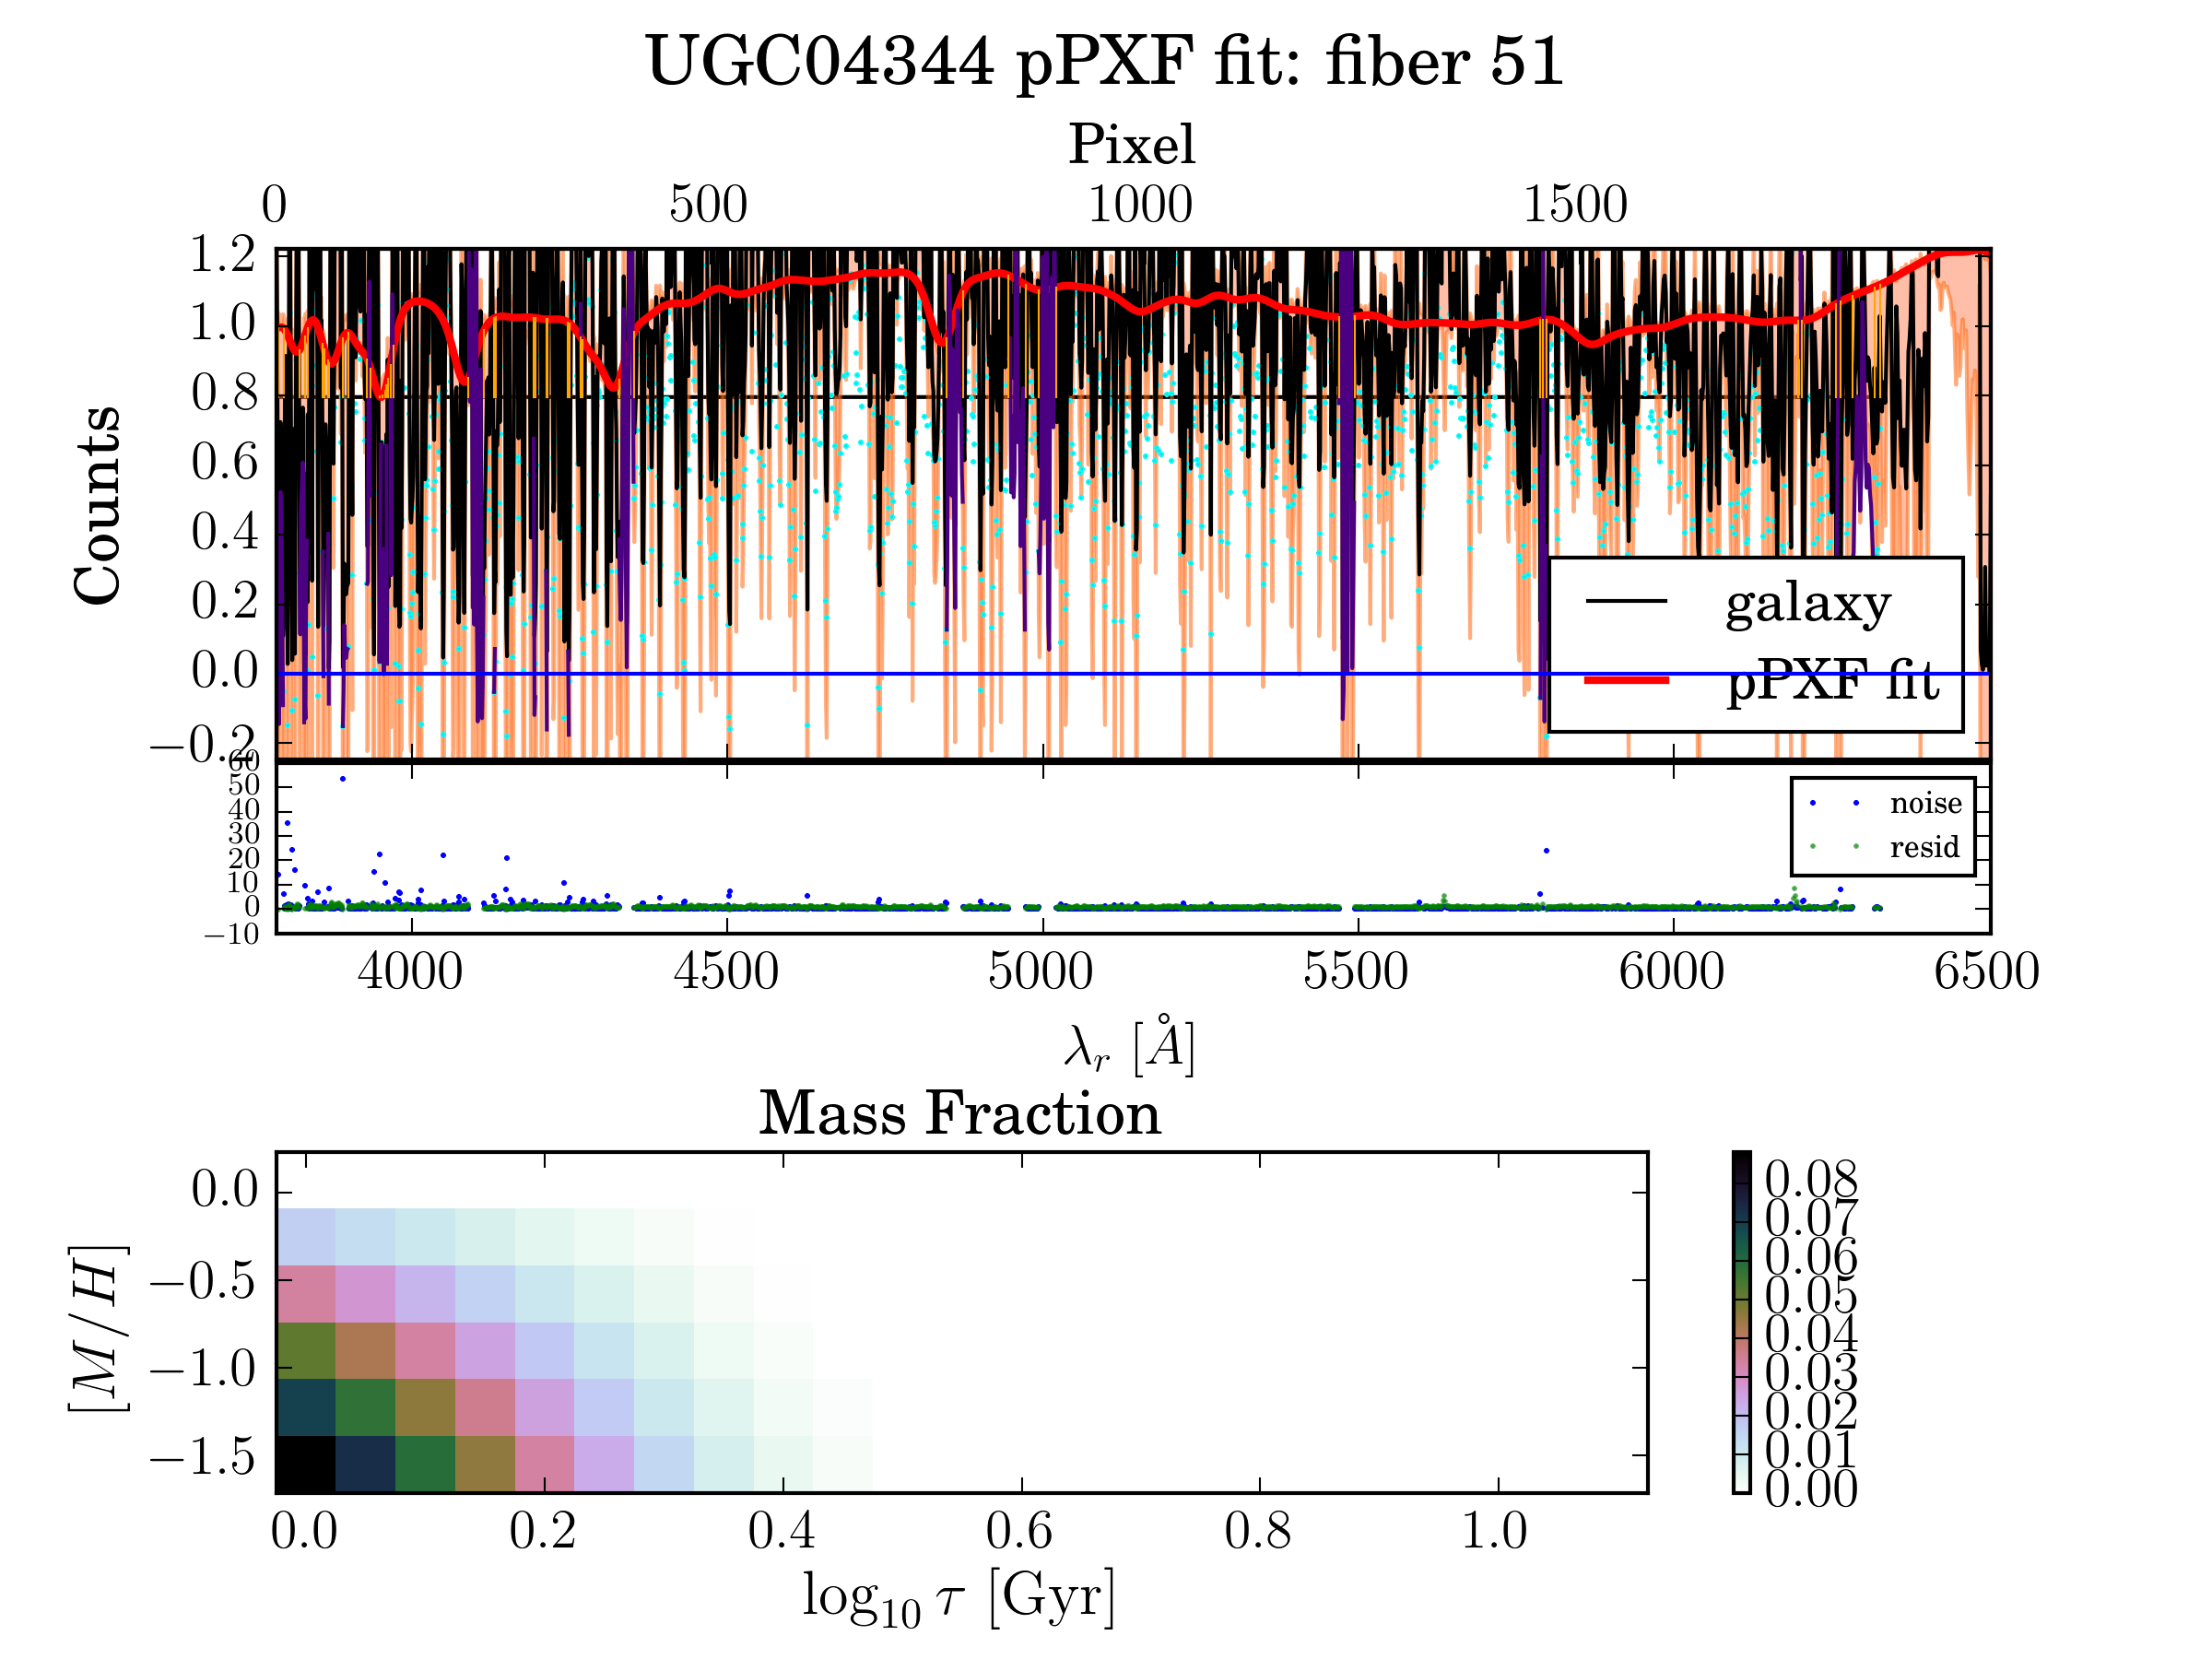 UGC04344 pPXF fit: fiber 51
Pixel
0 500 1000 1500
1.2
1.0
0.8
0.6
0.4
0.2
0.0
−0.2
Counts
galaxy
pPXF fit
60
50
40
30
20
10
0
−10
noise
resid
4000 4500 5000 5500 6000 6500
λr [Å]
Mass Fraction
0.0
−0.5
−1.0
−1.5
[M/H]
0.0 0.2 0.4 0.6 0.8 1.0
log10 τ [Gyr]
0.08
0.07
0.06
0.05
0.04
0.03
0.02
0.01
0.00